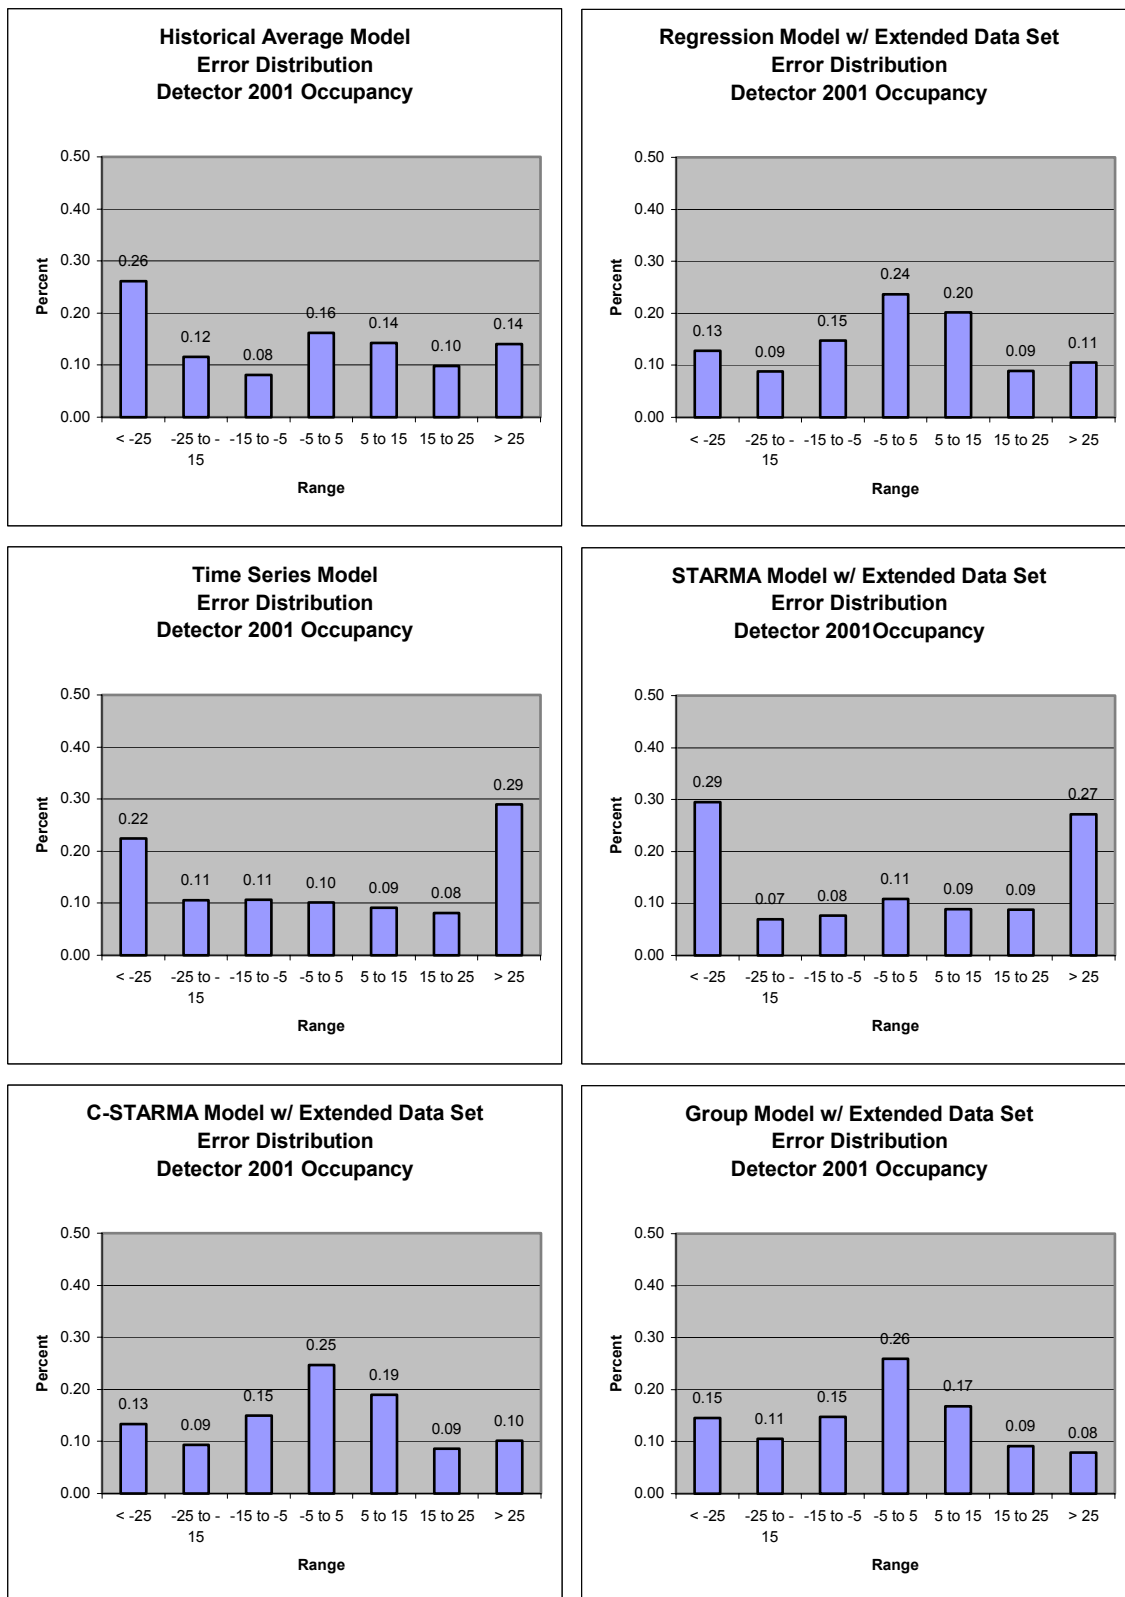 Historical Average Model
Error Distribution
Detector 2001 Occupancy
0.50
0.40
0.30
0.20
0.10
0.00
Percent
0.26
0.12
0.08
0.16
0.14
0.10
0.14
< -25
-25 to -
15
-15 to -5
-5 to 5
5 to 15
15 to 25
> 25
Range
Regression Model w/ Extended Data Set
Error Distribution
Detector 2001 Occupancy
0.50
0.40
0.30
0.20
0.10
0.00
Percent
0.13
0.09
0.15
0.24
0.20
0.09
0.11
< -25
-25 to -
15
-15 to -5
-5 to 5
5 to 15
15 to 25
> 25
Range
Time Series Model
Error Distribution
Detector 2001 Occupancy
0.50
0.40
0.30
0.20
0.10
0.00
Percent
0.22
0.11
0.11
0.10
0.09
0.08
0.29
< -25
-25 to -
15
-15 to -5
-5 to 5
5 to 15
15 to 25
> 25
Range
STARMA Model w/ Extended Data Set
Error Distribution
Detector 2001Occupancy
0.50
0.40
0.30
0.20
0.10
0.00
Percent
0.29
0.07
0.08
0.11
0.09
0.09
0.27
< -25
-25 to -
15
-15 to -5
-5 to 5
5 to 15
15 to 25
> 25
Range
C-STARMA Model w/ Extended Data Set
Error Distribution
Detector 2001 Occupancy
0.50
0.40
0.30
0.20
0.10
0.00
Percent
0.13
0.09
0.15
0.25
0.19
0.09
0.10
< -25
-25 to -
15
-15 to -5
-5 to 5
5 to 15
15 to 25
> 25
Range
Group Model w/ Extended Data Set
Error Distribution
Detector 2001 Occupancy
0.50
0.40
0.30
0.20
0.10
0.00
Percent
0.15
0.11
0.15
0.26
0.17
0.09
0.08
< -25
-25 to -
15
-15 to -5
-5 to 5
5 to 15
15 to 25
> 25
Range